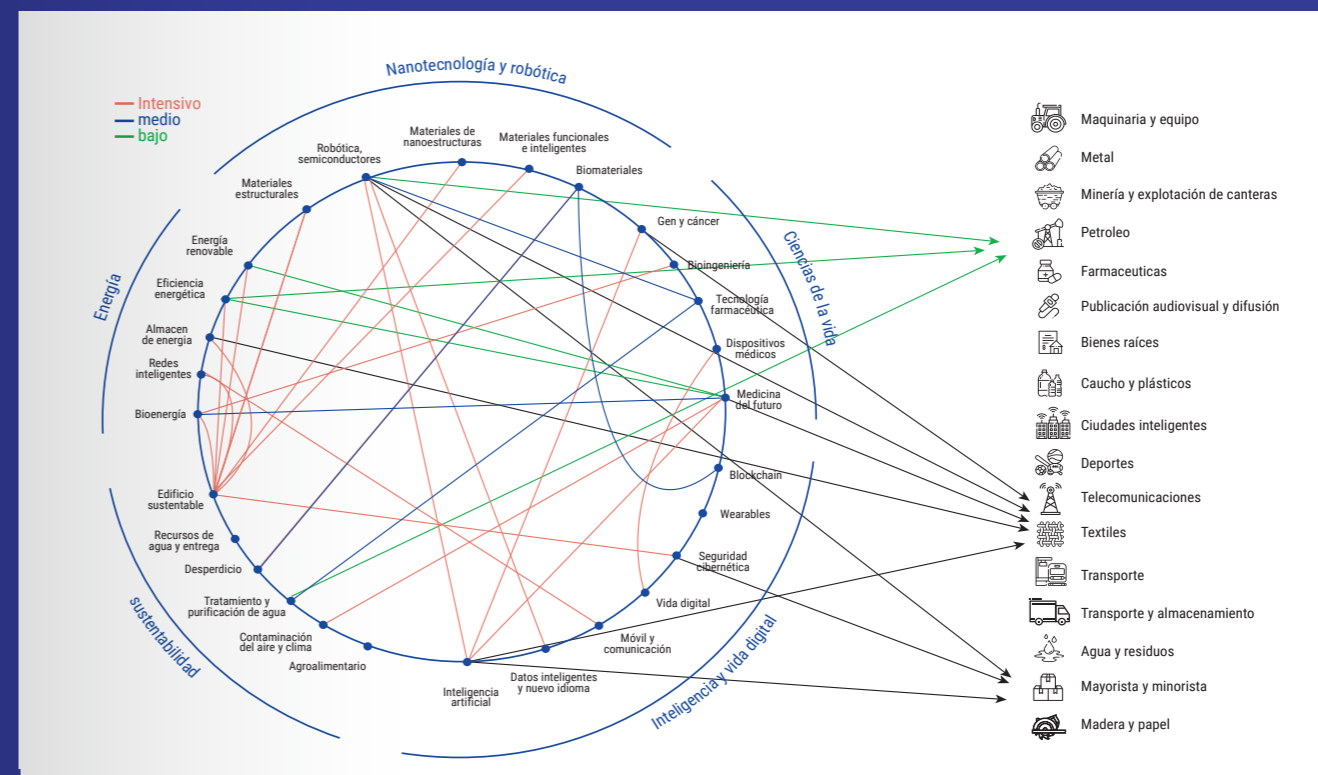 Nanotecnología y robótica
Intensivo
medio
bajo
Materiales de
nanoestructuras
Materiales funcionales
e inteligentes
Robótica,
semiconductores
Biomateriales
Materiales
estructurales
Gen y cáncer
Energía
renovable
Bioingeniería
Ciencias de la vida
Energía
Eficiencia
energética
Tecnología
farmaceutica
Almacen
de energia
Dispositivos
médicos
Redes
inteligentes
Medicina
del futuro
Bioenergía
Blockchain
Edificio
sustentable
Wearables
Recursos de
agua y entrega
Seguridad
cibernética
Desperdicio
Vida digital
Tratamiento y
purificación de agua
sustentabilidad
Móvil y
comunicación
Contaminación
del aire y clima
Agroalimentario
Datos inteligentes
y nuevo idioma
Inteligencia
artificial
Inteligencia y vida digital
Maquinaria y equipo
Metal
Minería y explotación de canteras
Petroleo
Farmaceuticas
Publicación audiovisual y difusión
Bienes raíces
Caucho y plásticos
Ciudades inteligentes
Deportes
Telecomunicaciones
Textiles
Transporte
Transporte y almacenamiento
Agua y residuos
Mayorista y minorista
Madera y papel